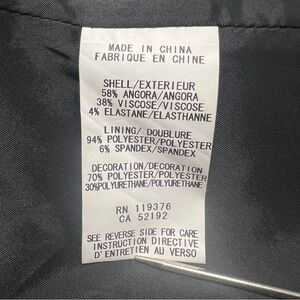 MADE IN CHINA
FABRIQUE EN CHINE
SHELL/EXTERIEUR
58% ANGORA/ANGORA
38% VISCOSE/VISCOSE
4% ELASTANE/ELASTHANNE
LINING/ DOUBLURE
94% POLYESTER/POLYESTER
6% SPANDEX/SPANDEX
DECORATION/DECORATION
70% POLYESTER/POLYESTER
30%POLYURETHANE/POLYURETHANE
RN 119376
CA 52192
SEE REVERSE SIDE FOR CARE
INSTRUCTION DIRECTIVE
D'ENTRETIEN AU VERSO